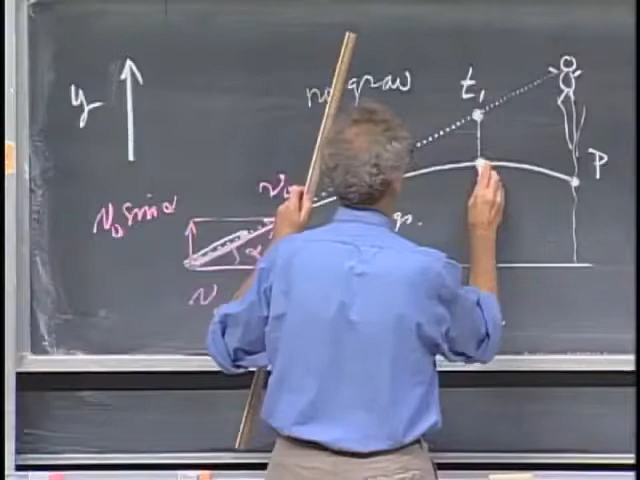 no grav
t₁
y
P
v₀
v₀ sin α
α
v